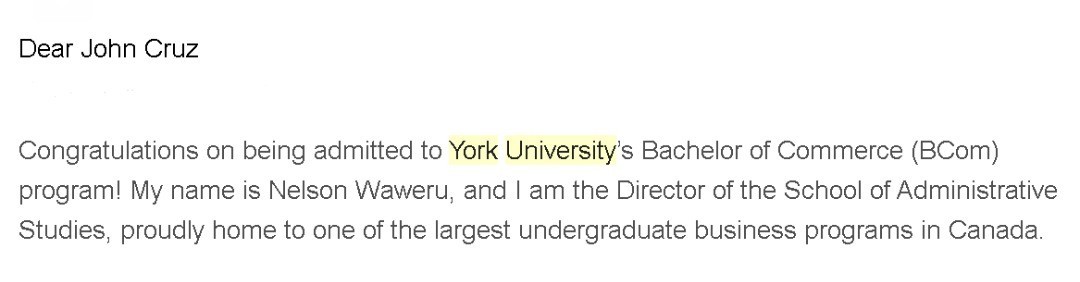 Dear John Cruz
Congratulations on being admitted to York University's Bachelor of Commerce (BCom)
program! My name is Nelson Waweru, and I am the Director of the School of Administrative
Studies, proudly home to one of the largest undergraduate business programs in Canada.